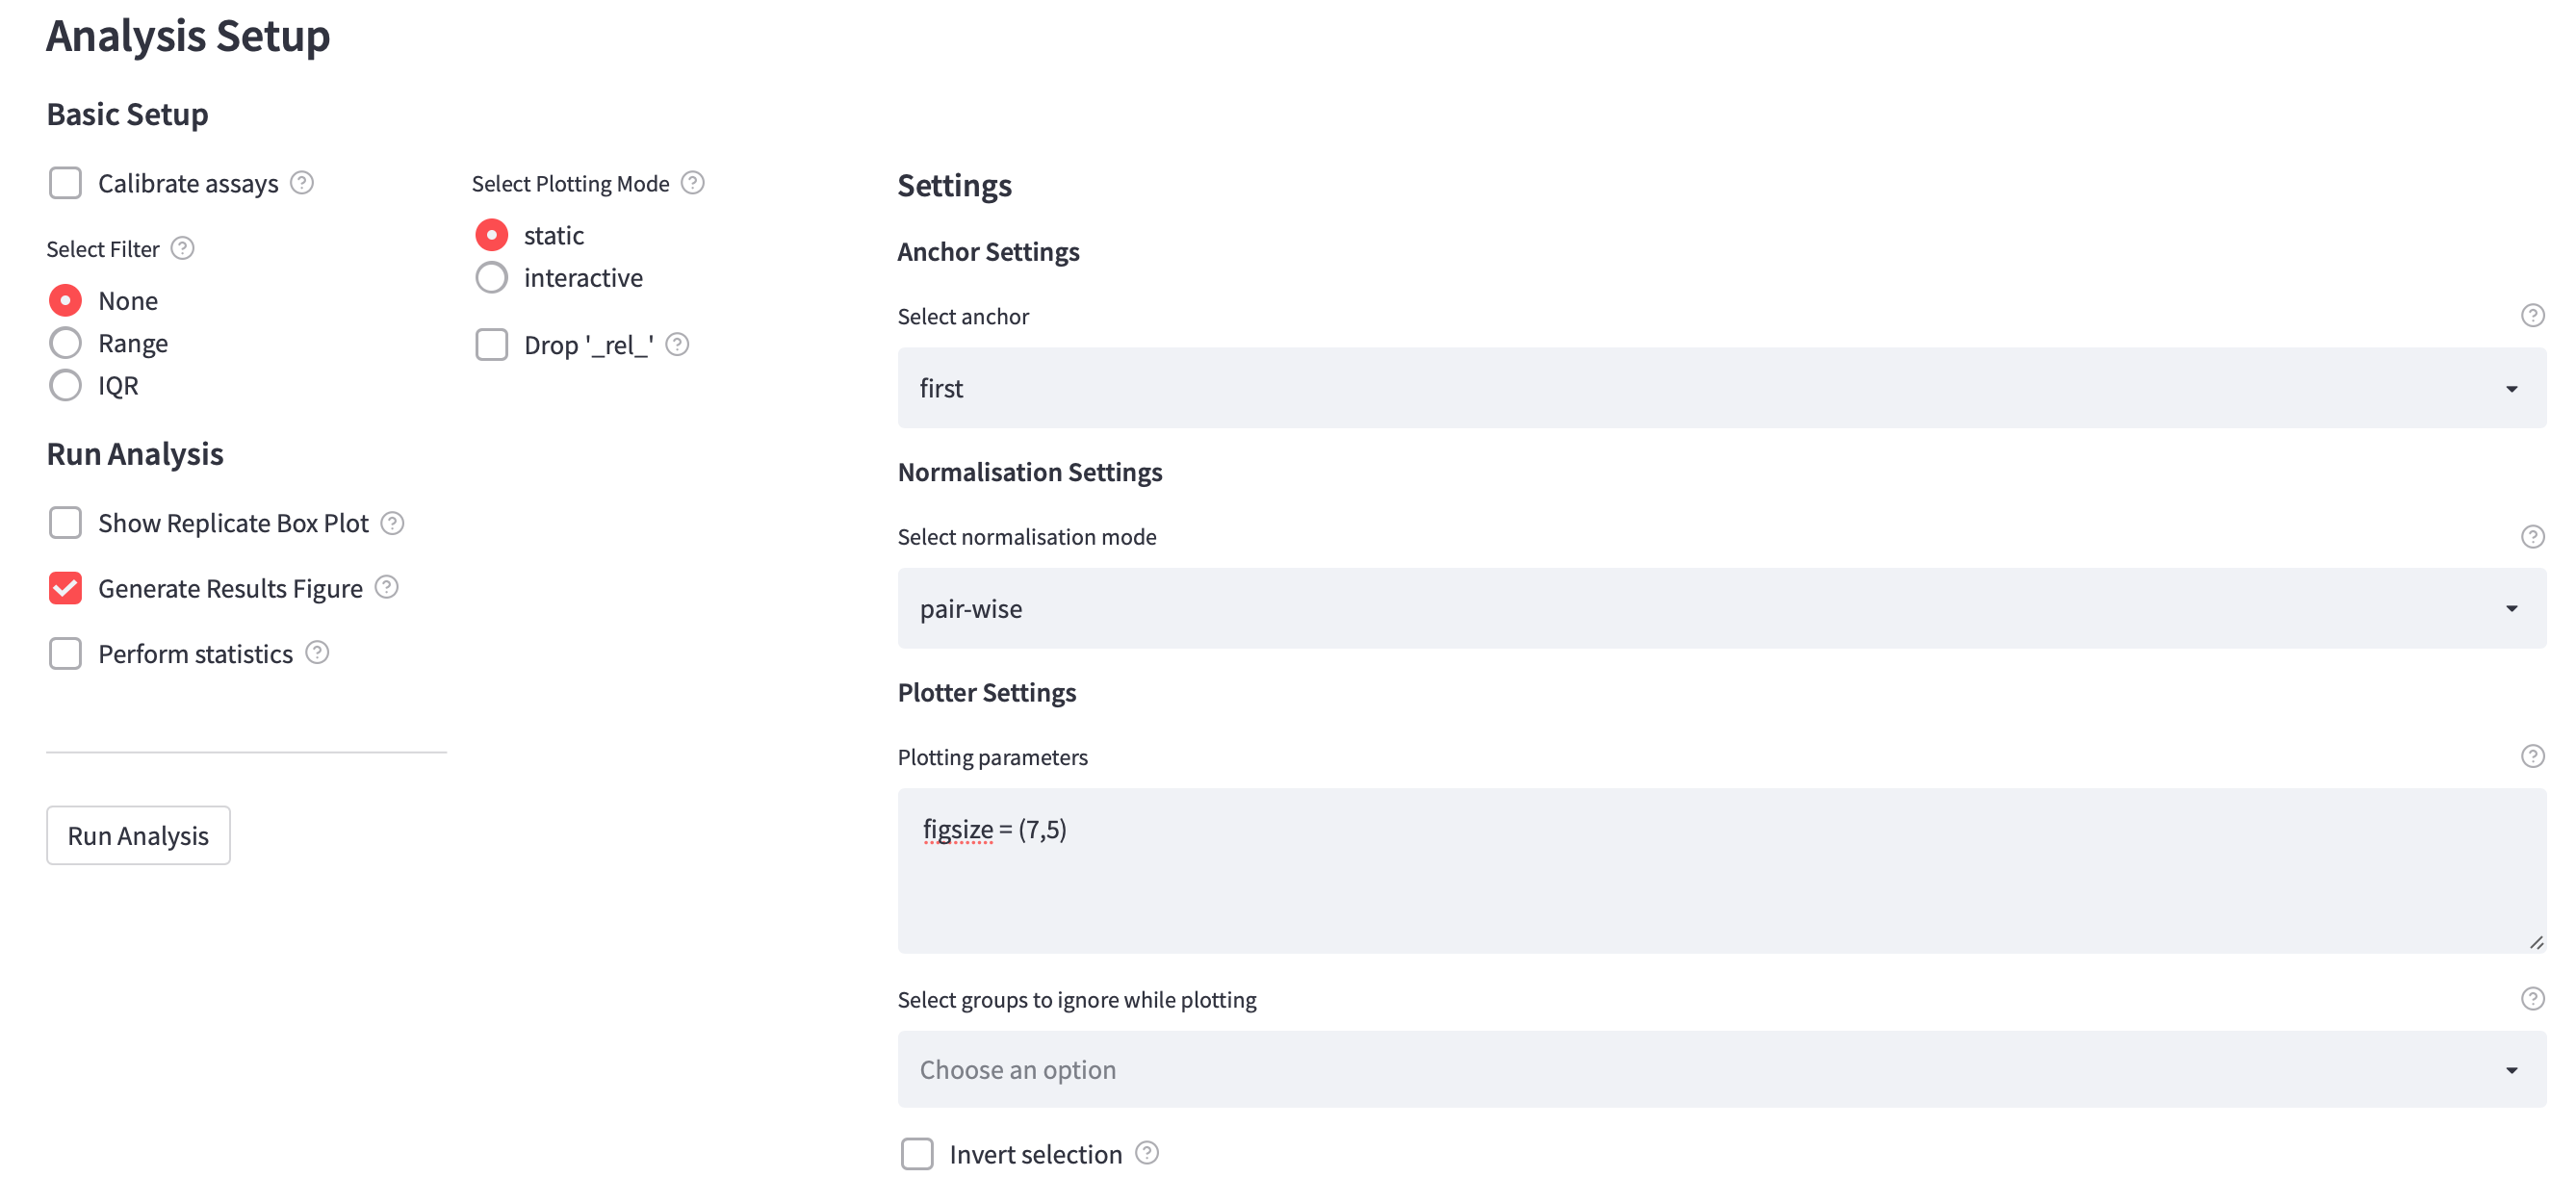 Analysis Setup
Basic Setup
Calibrate assays
Select Filter
None
Range
IQR
Run Analysis
Show Replicate Box Plot
Generate Results Figure
Perform statistics
Run Analysis
Select Plotting Mode
static
interactive
Drop '_rel_'
Settings
Anchor Settings
Select anchor
first
Normalisation Settings
Select normalisation mode
pair-wise
Plotter Settings
Plotting parameters
figsize = (7,5)
Select groups to ignore while plotting
Choose an option
Invert selection